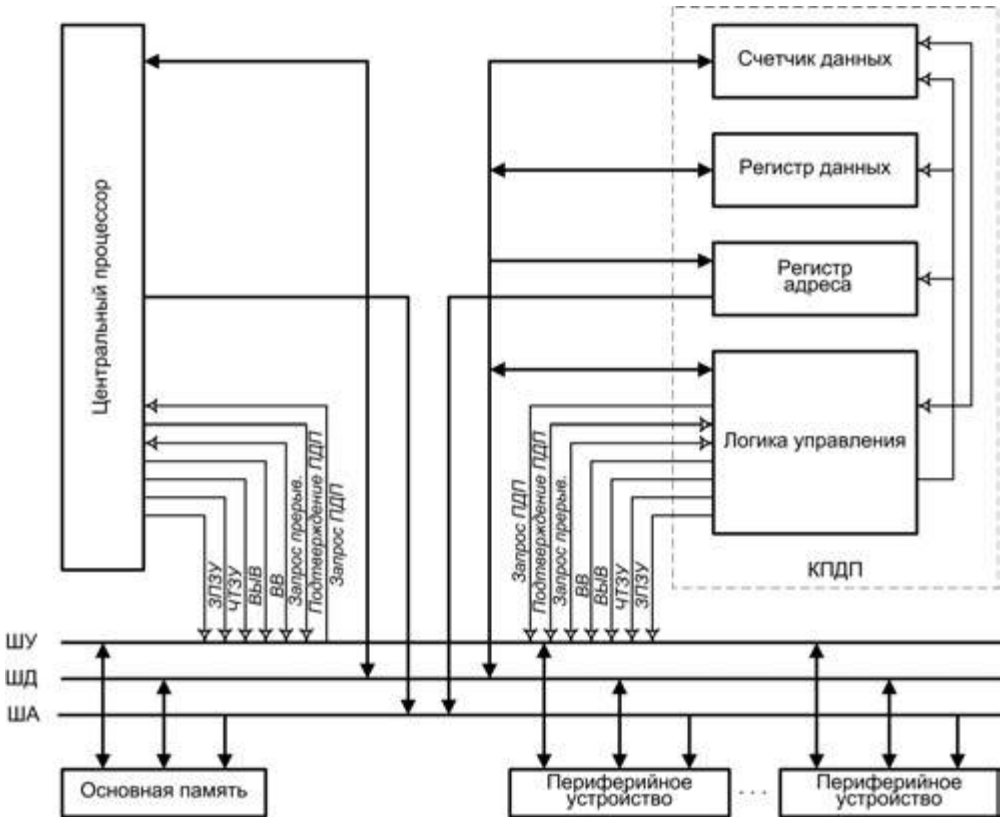 Центральный процессор
Счетчик данных
Регистр данных
Регистр
адреса
Логика управления
КПДП
ЗПЗУ
ЧТЗУ
ВЫВ
ВВ
Запрос прерыв.
Подтверждение ПДП
Запрос ПДП
Запрос ПДП
Подтверждение ПДП
Запрос прерыв.
ВВ
ВЫВ
ЧТЗУ
ЗПЗУ
ШУ
ШД
ША
Основная память
Периферийное
устройство
. . .
Периферийное
устройство